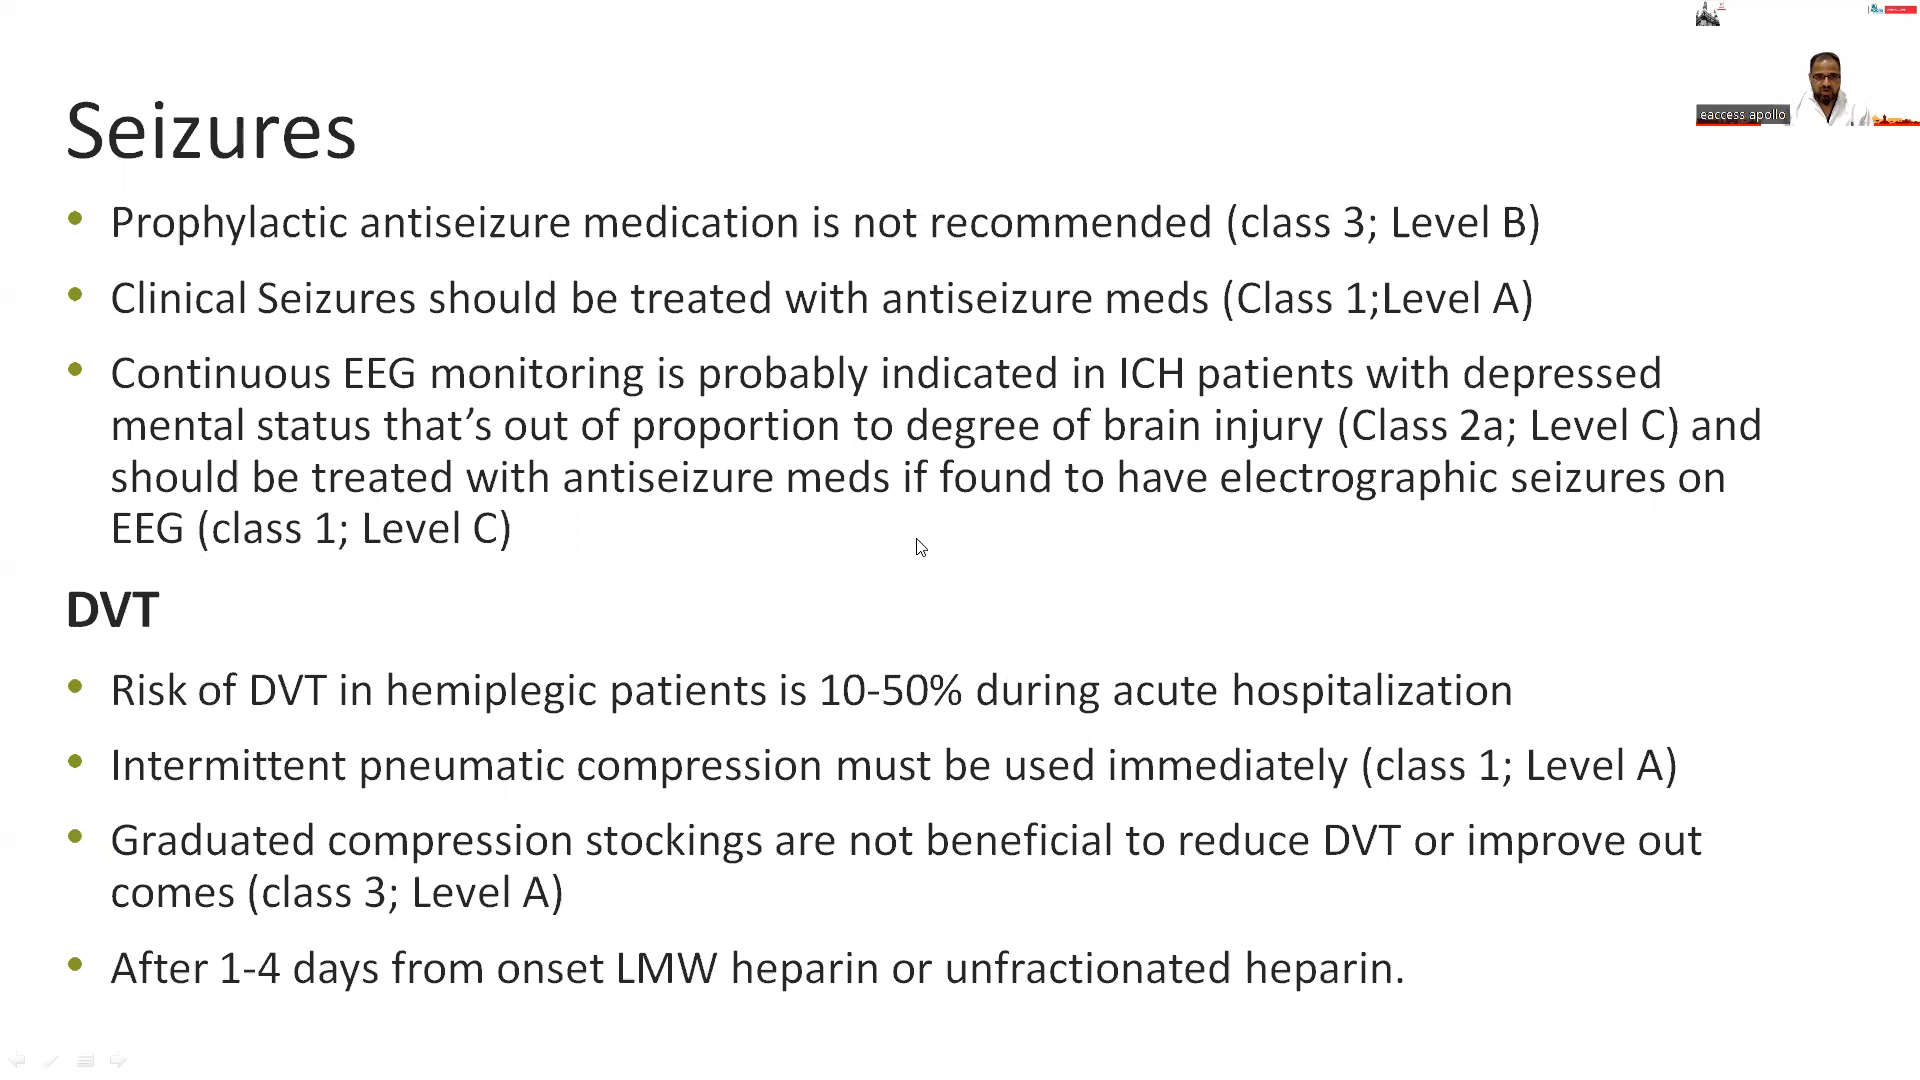 eaccess apollo
Seizures
• Prophylactic antiseizure medication is not recommended (class 3; Level B)
• Clinical Seizures should be treated with antiseizure meds (Class 1;Level A)
• Continuous EEG monitoring is probably indicated in ICH patients with depressed
mental status that’s out of proportion to degree of brain injury (Class 2a; Level C) and
should be treated with antiseizure meds if found to have electrographic seizures on
EEG (class 1; Level C)
DVT
• Risk of DVT in hemiplegic patients is 10-50% during acute hospitalization
• Intermittent pneumatic compression must be used immediately (class 1; Level A)
• Graduated compression stockings are not beneficial to reduce DVT or improve out
comes (class 3; Level A)
• After 1-4 days from onset LMW heparin or unfractionated heparin.